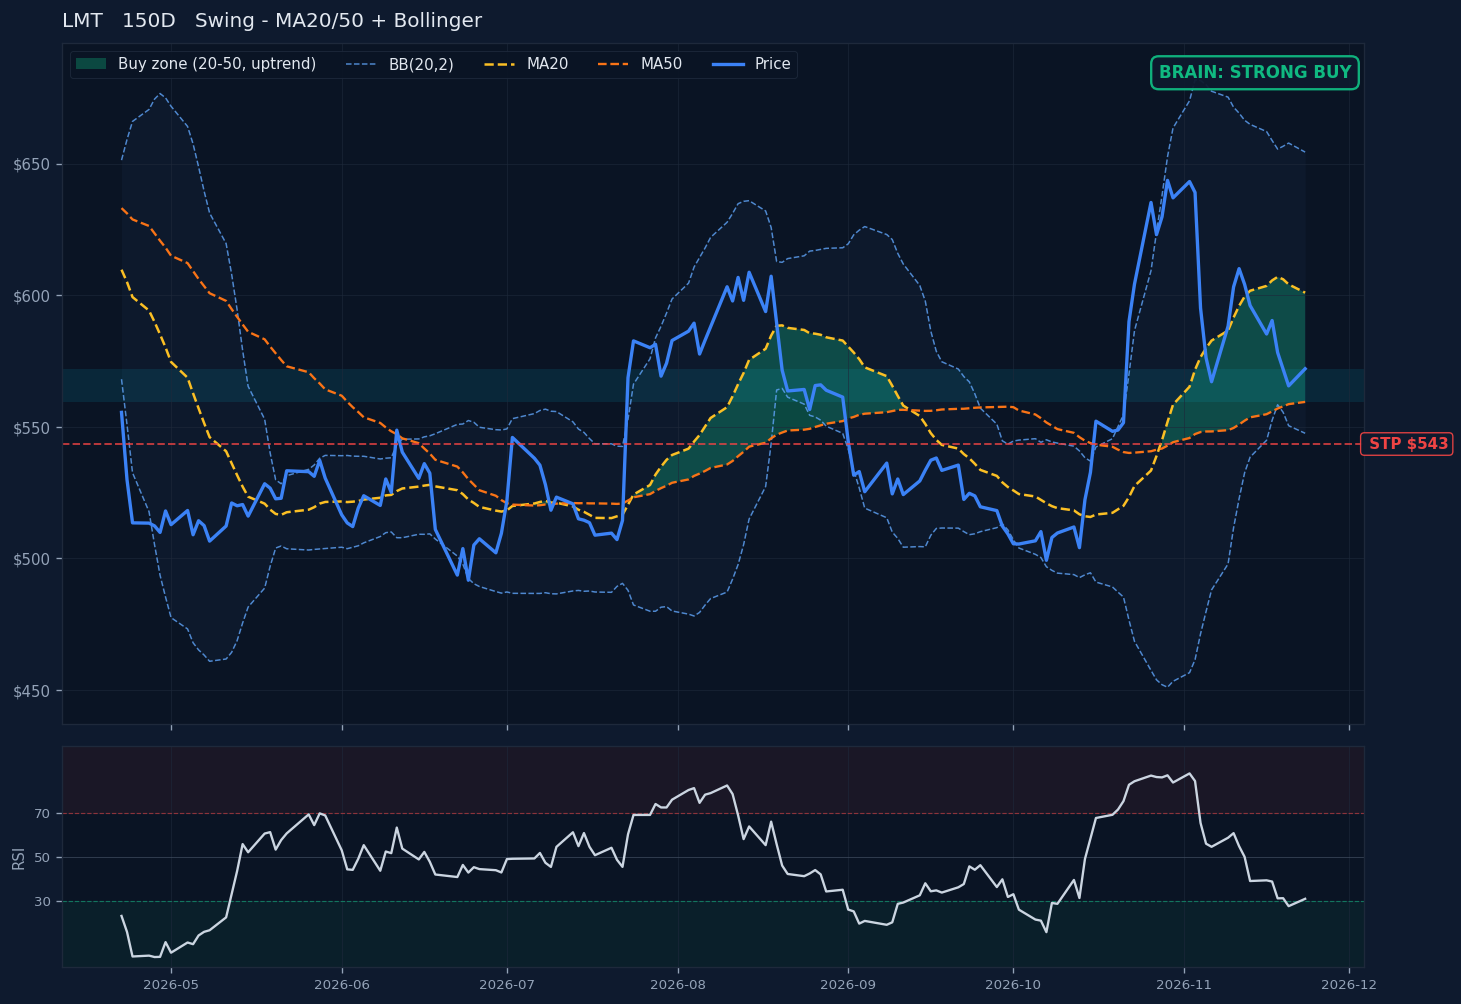 LMT   150D   Swing - MA20/50 + Bollinger
Buy zone (20-50, uptrend)   BB(20,2)   MA20   MA50   Price
BRAIN: STRONG BUY
$650
$600
$550
STP $543
$500
$450
70
50
30
RSI
2026-05   2026-06   2026-07   2026-08   2026-09   2026-10   2026-11   2026-12